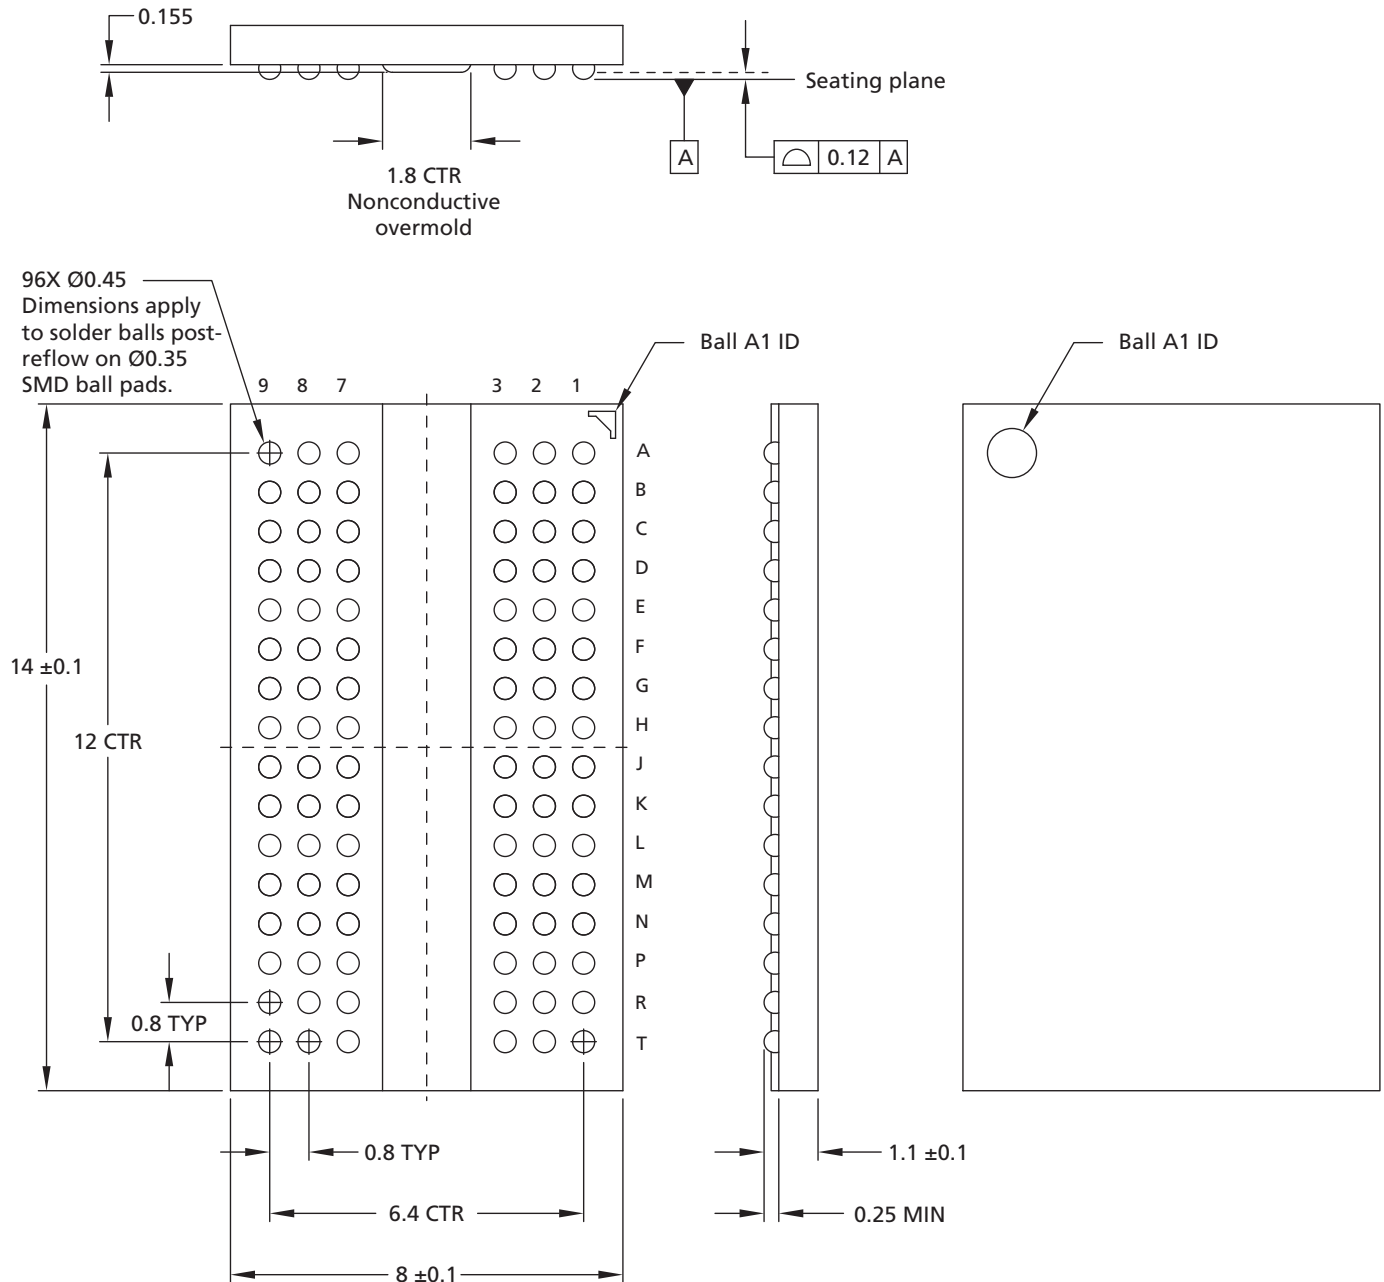 0.155
Seating plane
A
0.12 A
1.8 CTR
Nonconductive
overmold
96X Ø0.45
Dimensions apply
to solder balls post-
reflow on Ø0.35
SMD ball pads.
Ball A1 ID
Ball A1 ID
9 8 7 3 2 1
A
B
C
D
E
F
G
H
J
K
L
M
N
P
R
T
14 ±0.1
12 CTR
0.8 TYP
0.8 TYP
1.1 ±0.1
6.4 CTR
0.25 MIN
8 ±0.1